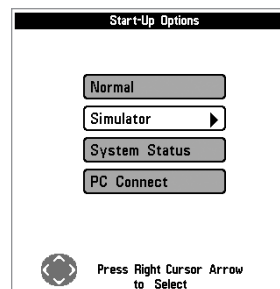 Start-Up Options
Normal
Simulator
System Status
PC Connect
Press Right Cursor Arrow
to Select